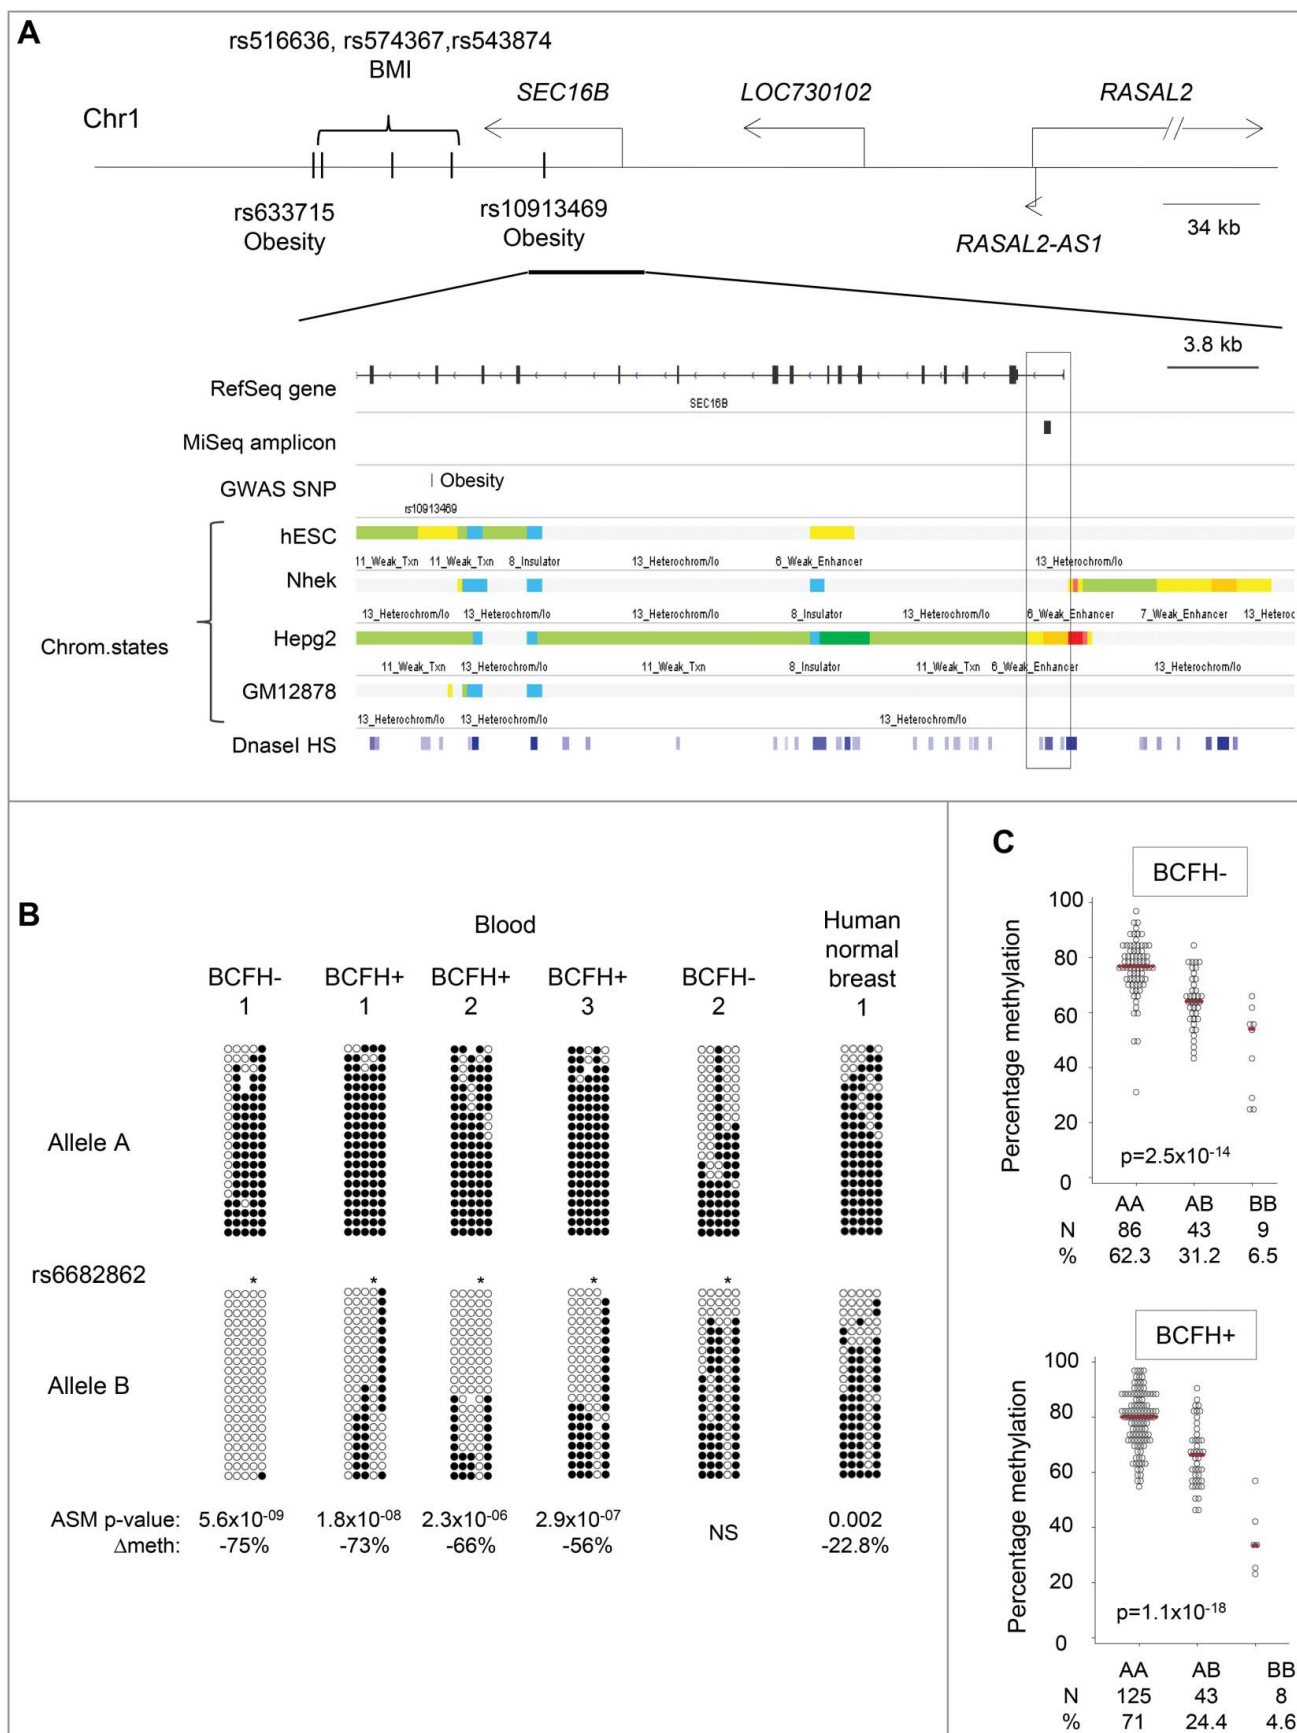 A
rs516636, rs574367,rs543874
BMI
SEC16B
LOC730102
RASAL2
Chr1
rs633715
Obesity
rs10913469
Obesity
RASAL2-AS1
34 kb
3.8 kb
RefSeq gene
SEC16B
MiSeq amplicon
GWAS SNP
Obesity
rs10913469
Chrom.states
hESC
11_Weak_Txn 11_Weak_Txn 8_Insulator 13_Heterochrom/lo 6_Weak_Enhancer 13_Heterochrom/lo
Nhek
13_Heterochrom/lo 13_Heterochrom/lo 13_Heterochrom/lo 8_Insulator 13_Heterochrom/lo 6_Weak_Enhancer 7_Weak_Enhancer 13_Heteroc
Hepg2
11_Weak_Txn 13_Heterochrom/lo 11_Weak_Txn 8_Insulator 11_Weak_Txn 6_Weak_Enhancer 13_Heterochrom/lo
GM12878
13_Heterochrom/lo 13_Heterochrom/lo 13_Heterochrom/lo
DnaseI HS
B
Blood
Human
normal
breast
1
BCFH- BCFH+ BCFH+ BCFH+ BCFH-
1 1 2 3 2
Allele A
rs6682862 * * * * *
Allele B
ASM p-value: 5.6x10-09 1.8x10-08 2.3x10-06 2.9x10-07 NS 0.002
Δmeth: -75% -73% -66% -56% -22.8%
C
BCFH-
Percentage methylation
100
80
60
40
20
0
p=2.5x10-14
AA AB BB
N 86 43 9
% 62.3 31.2 6.5
BCFH+
Percentage methylation
100
80
60
40
20
0
p=1.1x10-18
AA AB BB
N 125 43 8
% 71 24.4 4.6